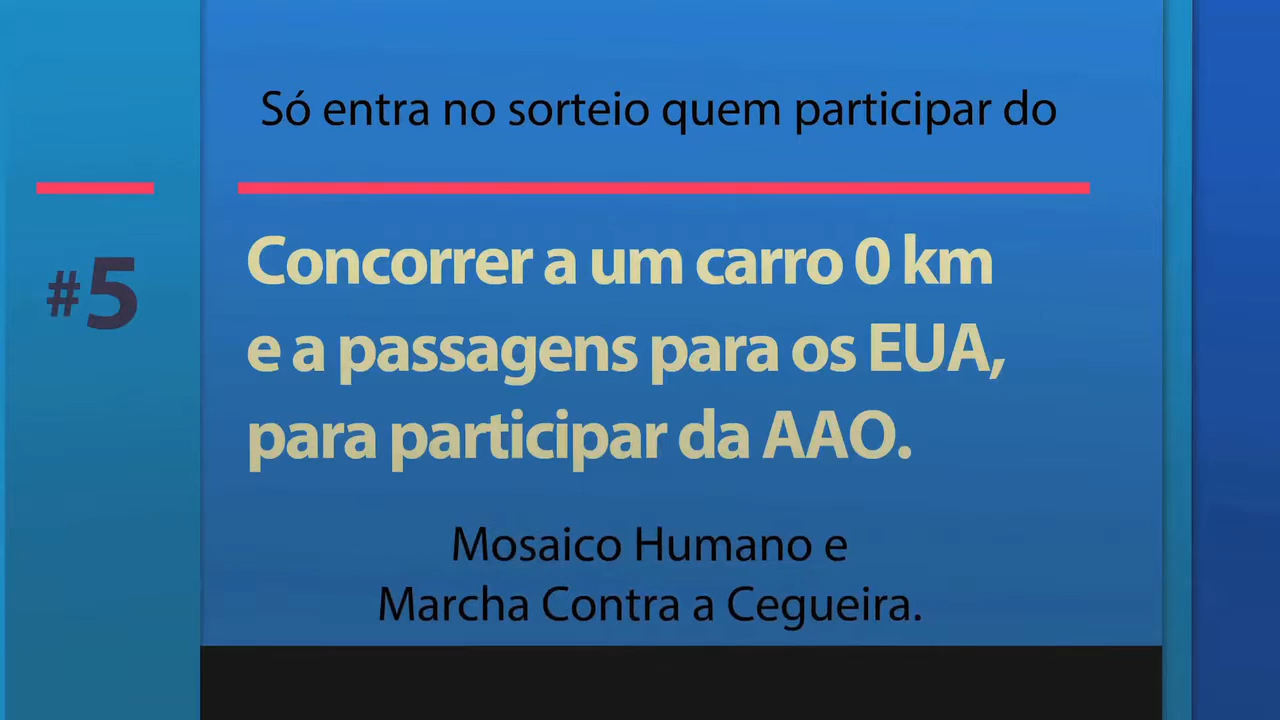 Só entra no sorteio quem participar do
#5
Concorrer a um carro 0 km
e a passagens para os EUA,
para participar da AAO.
Mosaico Humano e
Marcha Contra a Cegueira.